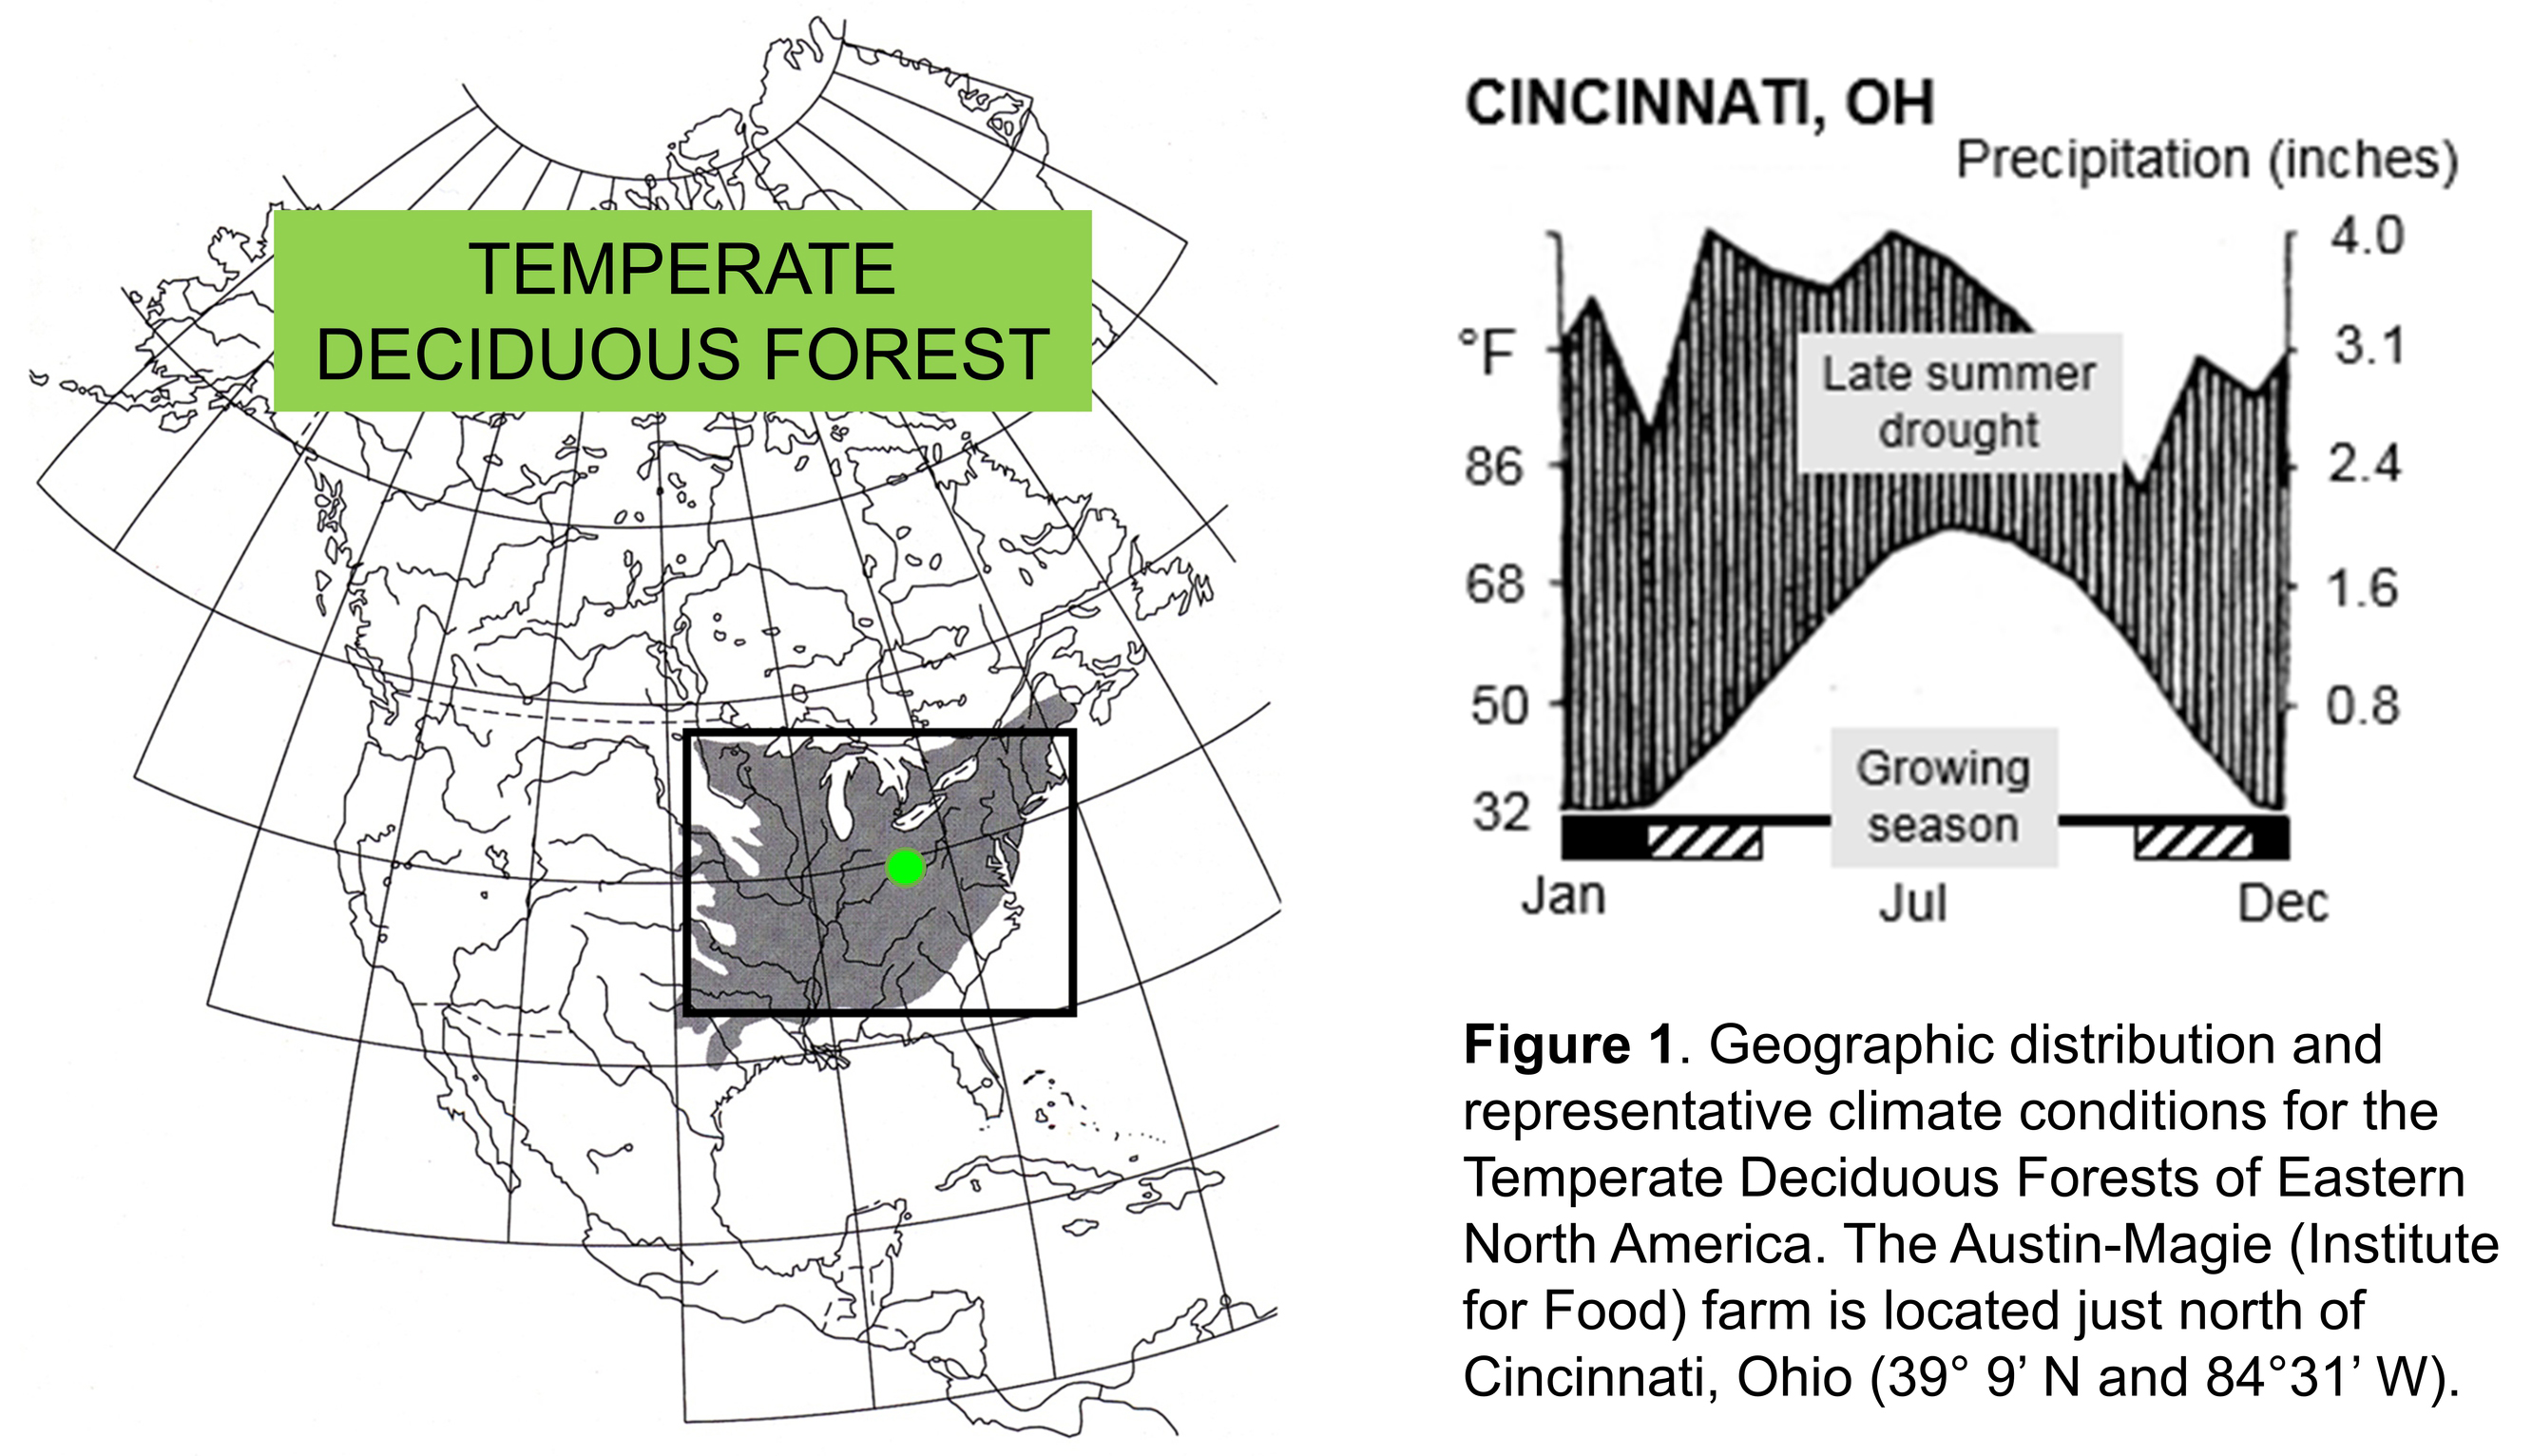 TEMPERATE
DECIDUOUS FOREST
CINCINNATI, OH
Precipitation (inches)
4.0
°F
3.1
Late summer
drought
86
2.4
68
1.6
50
0.8
Growing
season
32
Jan
Jul
Dec
Figure 1. Geographic distribution and
representative climate conditions for the
Temperate Deciduous Forests of Eastern
North America. The Austin-Magie (Institute
for Food) farm is located just north of
Cincinnati, Ohio (39° 9’ N and 84°31’ W).